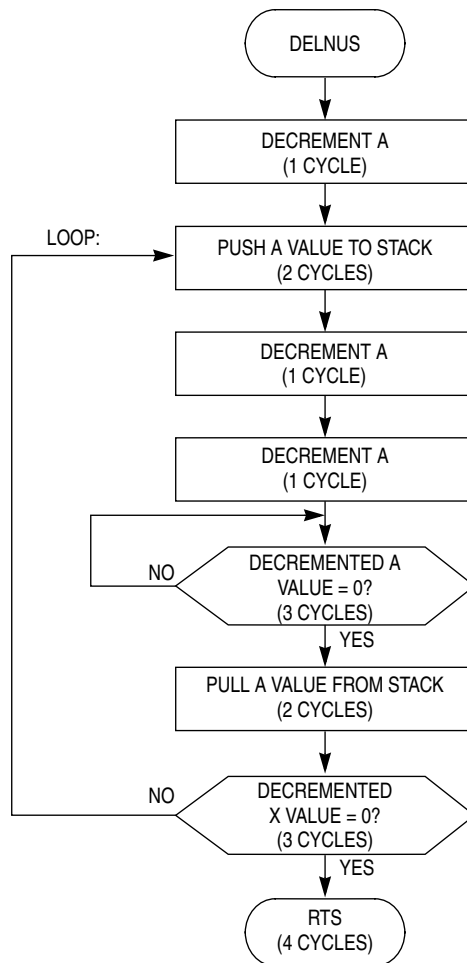 DELNUS
DECREMENT A
(1 CYCLE)
LOOP:
PUSH A VALUE TO STACK
(2 CYCLES)
DECREMENT A
(1 CYCLE)
DECREMENT A
(1 CYCLE)
NO
DECREMENTED A
VALUE = 0?
(3 CYCLES)
YES
PULL A VALUE FROM STACK
(2 CYCLES)
NO
DECREMENTED
X VALUE = 0?
(3 CYCLES)
YES
RTS
(4 CYCLES)